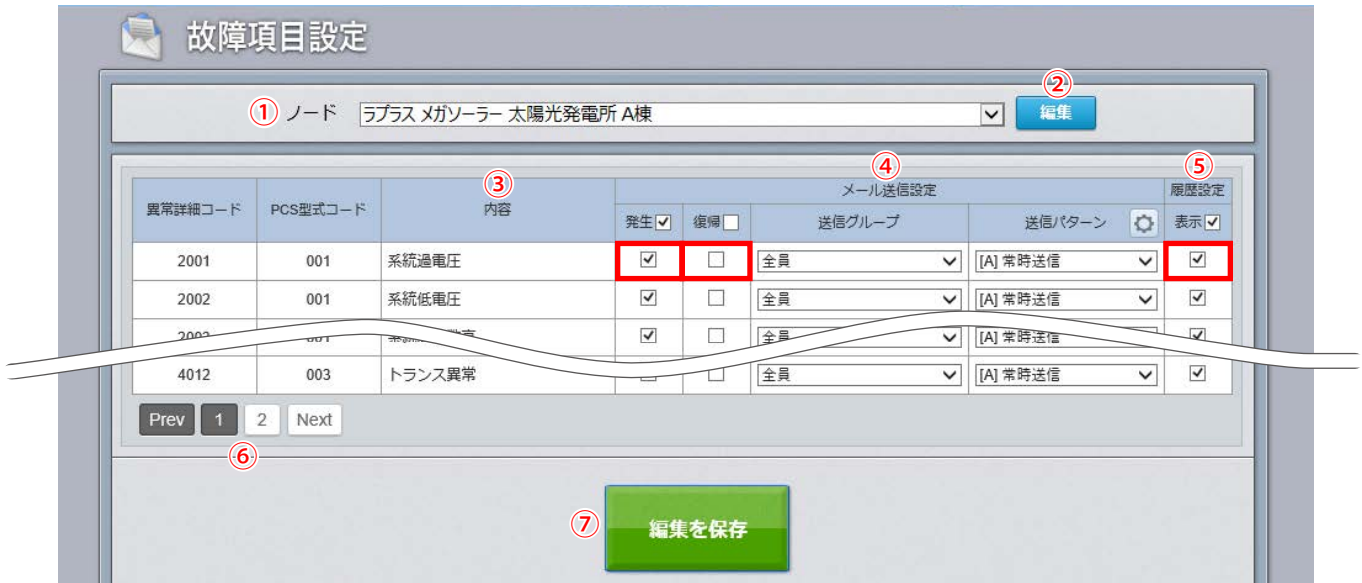 故障項目設定
②
① ノード ラプラス メガソーラー 太陽光発電所 A棟 編集
③ ④ ⑤
異常詳細コード PCS型式コード 内容 メール送信設定 履歴設定
発生 復帰 送信グループ 送信パターン 表示
2001 001 系統過電圧 全員 [A] 常時送信
2002 001 系統低電圧 全員 [A] 常時送信
2003 001 全員 [A] 常時送信
4012 003 トランス異常 全員 [A] 常時送信
Prev 1 2 Next
⑥
⑦ 編集を保存